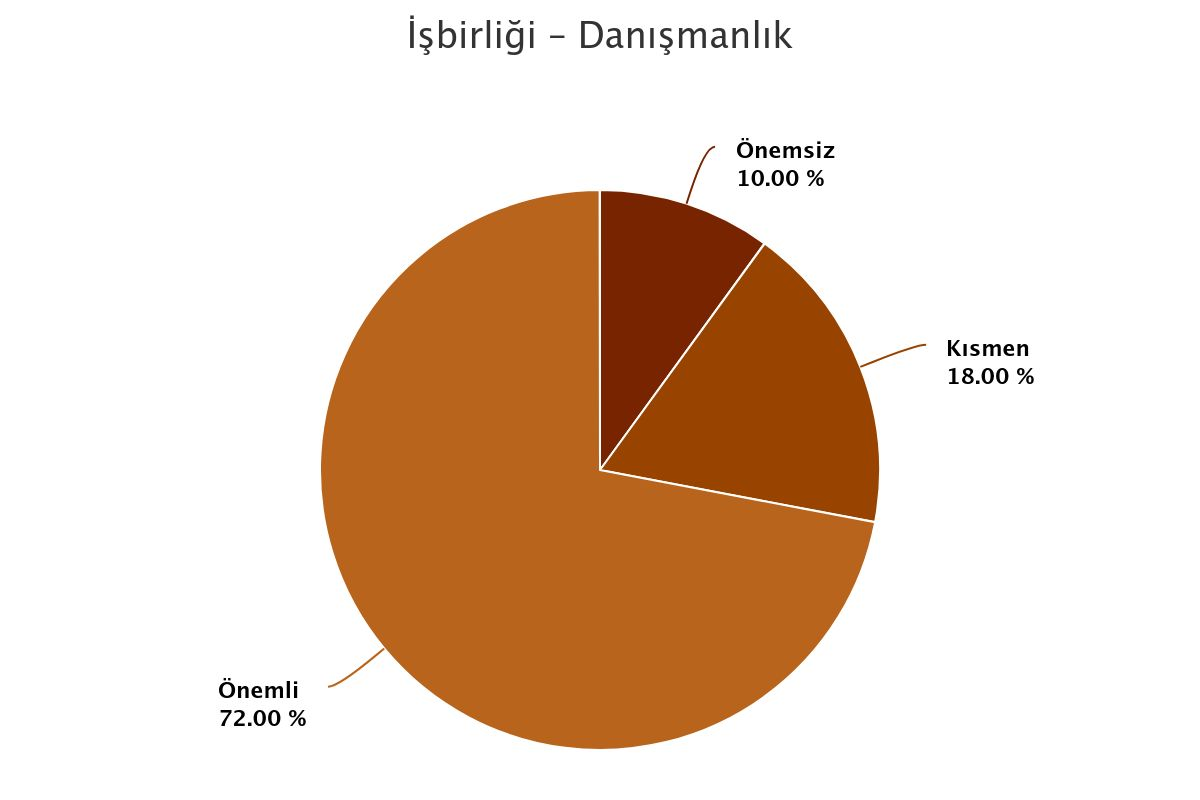 İşbirliği – Danışmanlık
Önemsiz
10.00 %
Kısmen
18.00 %
Önemli
72.00 %